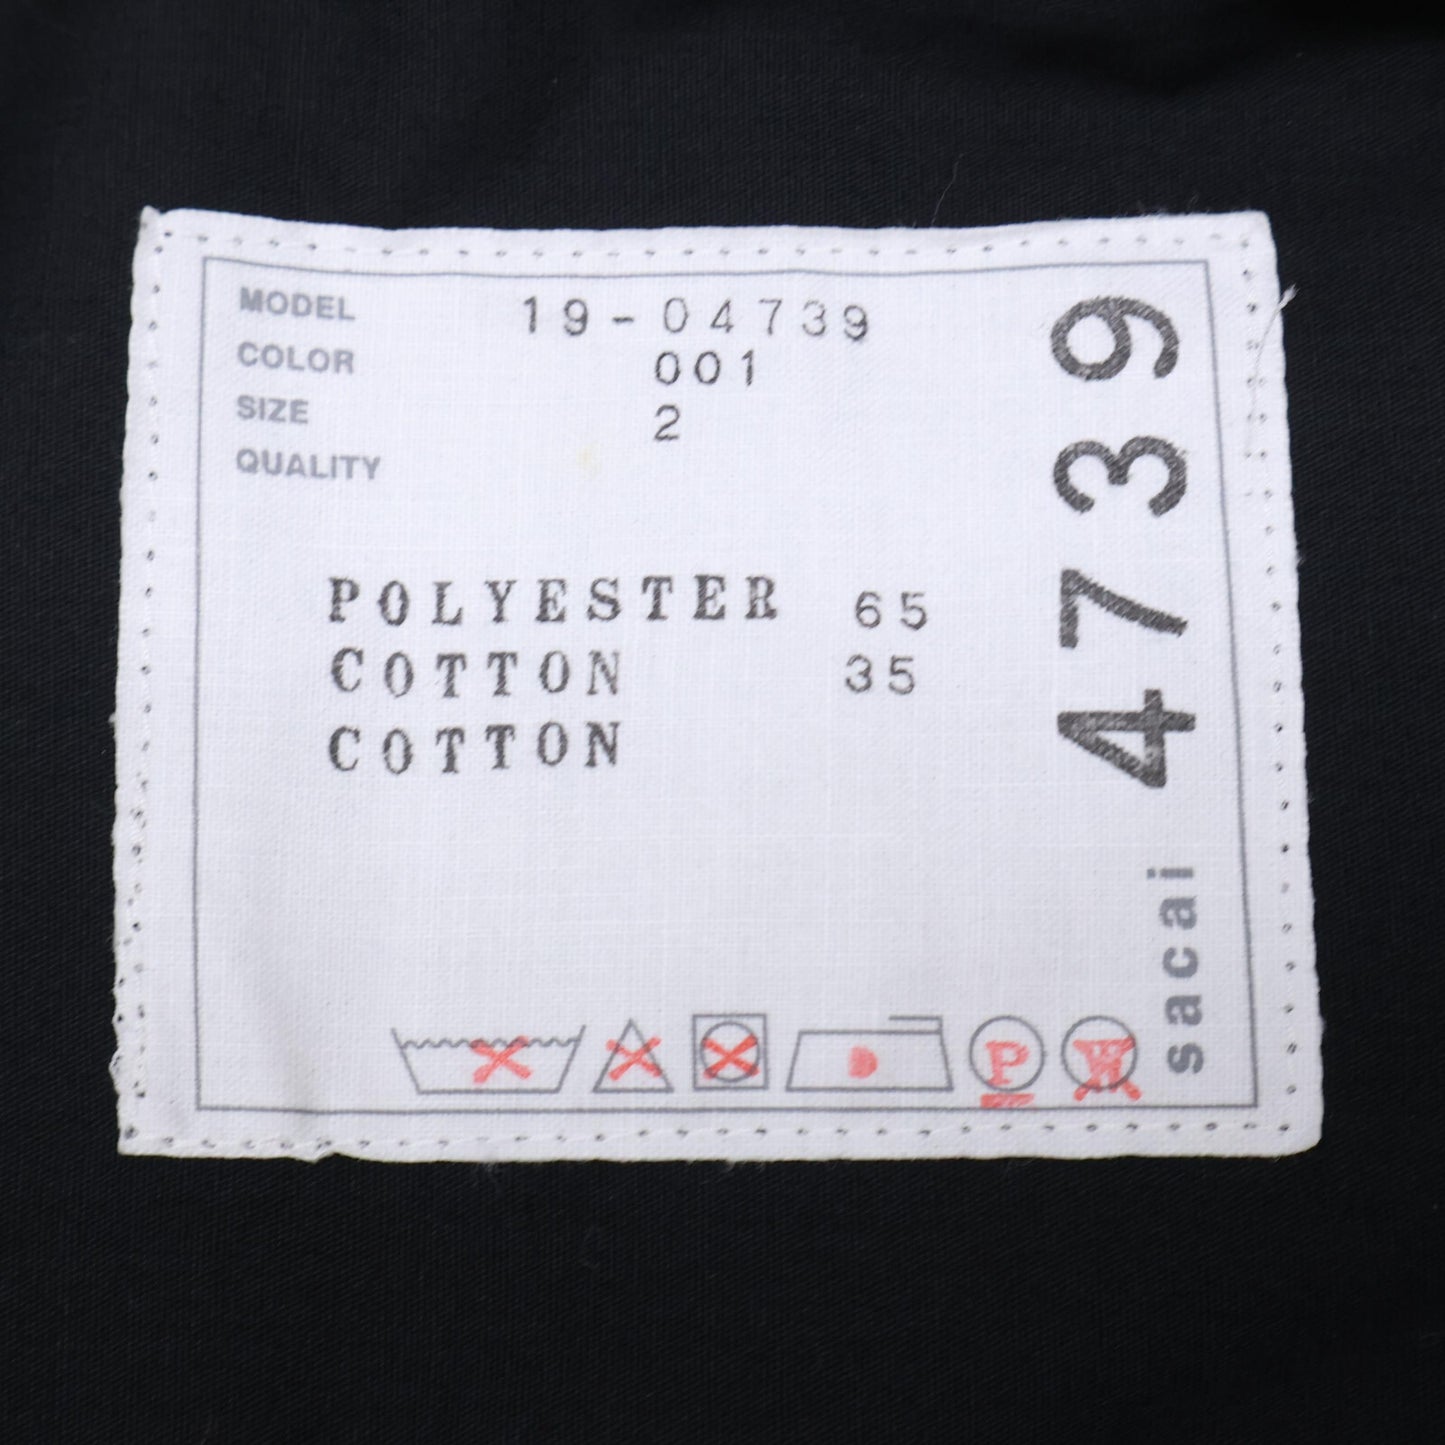 MODEL 19-04739
COLOR 001
SIZE 2
QUALITY
POLYESTER 65
COTTON 35
COTTON
P W
sacai 4739